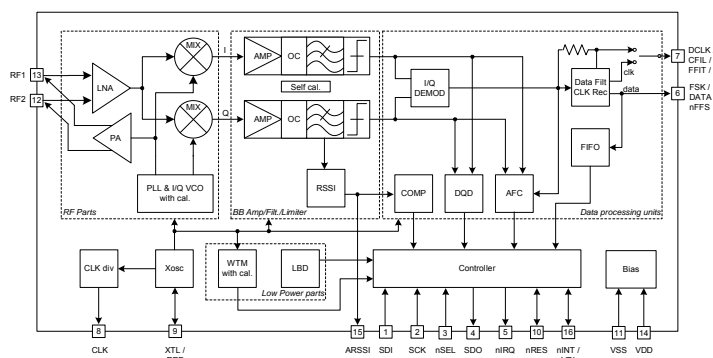 MIX
I
AMP
OC
AMP
OC
Self cal.
Q
MIX
I/Q
DEMOD
Data Filt
CLK Rec
clk
data
7
DCLK
CFIL /
FFIT /
6
FSK /
DATA
nFFS
RF1
13
RF2
12
LNA
PA
PLL & I/Q VCO
with cal.
RF Parts
RSSI
BB Amp/Filt./Limiter
COMP
DQD
AFC
FIFO
Data processing units
CLK div
Xosc
WTM
with cal.
LBD
Low Power parts
Controller
Bias
8
9
15
1
2
3
4
5
10
16
11
14
CLK
XTL /
ARSSI
SDI
SCK
nSEL
SDO
nIRQ
nRES
nINT /
VSS
VDD